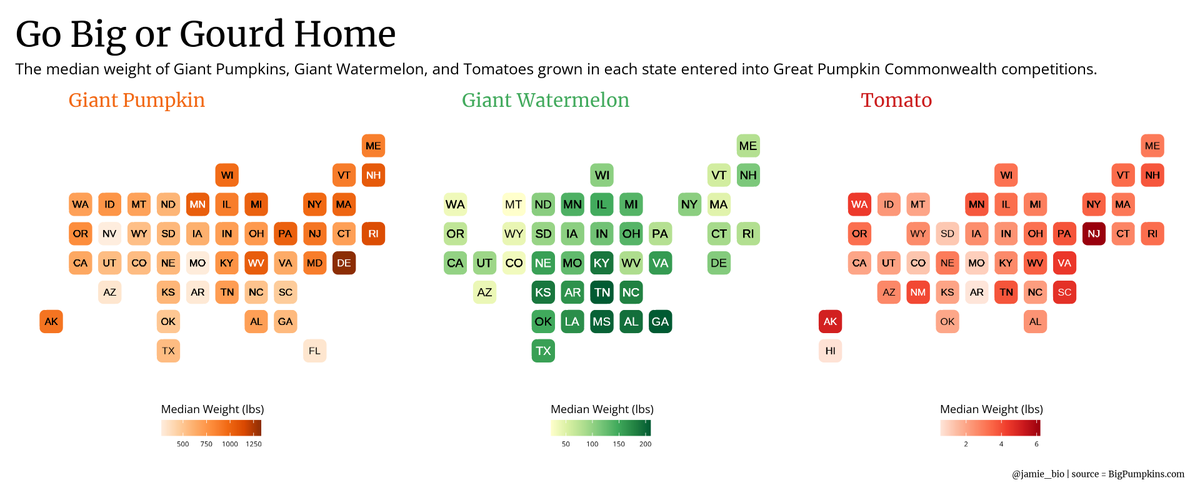 Go Big or Gourd Home
The median weight of Giant Pumpkins, Giant Watermelon, and Tomatoes grown in each state entered into Great Pumpkin Commonwealth competitions.
Giant Pumpkin
ME
WI VT NH
WA ID MT ND MN IL MI NY MA
OR NV WY SD IA IN OH PA NJ CT RI
CA UT CO NE MO KY WV VA MD DE
AZ KS AR TN NC SC
AK OK AL GA
TX FL
Median Weight (lbs)
500 750 1000 1250
Giant Watermelon
ME
WI VT NH
WA MT ND MN IL MI NY MA
OR WY SD IA IN OH PA CT RI
CA UT CO NE MO KY WV VA DE
AZ KS AR TN NC
OK LA MS AL GA
TX
Median Weight (lbs)
50 100 150 200
Tomato
ME
WI VT NH
WA ID MT MN IL MI NY MA
OR WY SD IA IN OH PA NJ CT RI
CA UT CO NE MO KY WV VA
AZ NM KS AR TN NC SC
AK OK AL
HI
Median Weight (lbs)
2 4 6
@jamie_bio | source = BigPumpkins.com